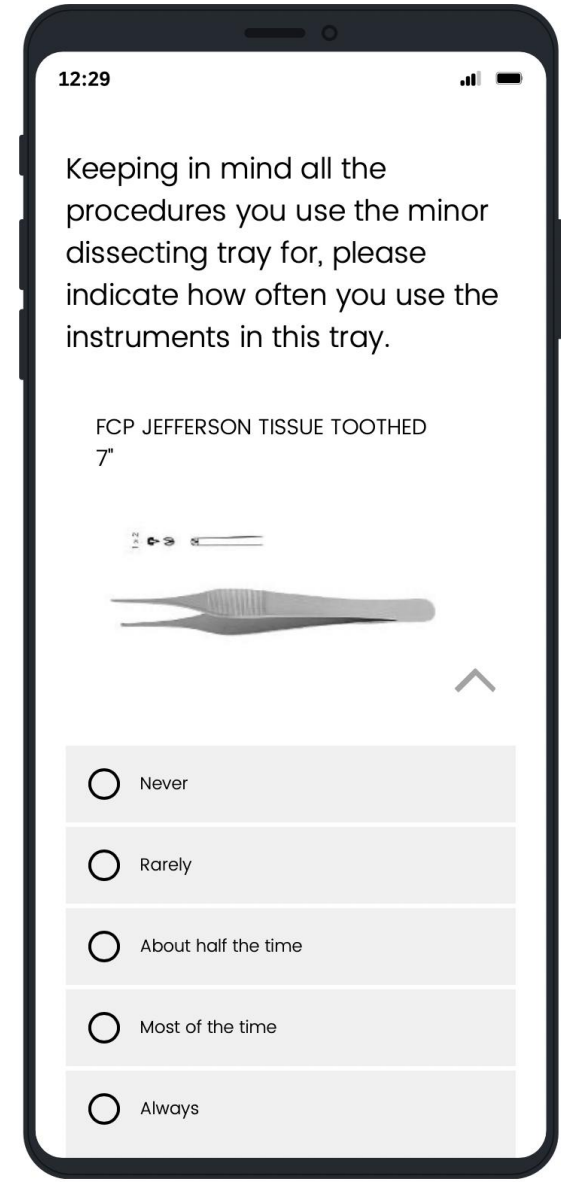 12:29
Keeping in mind all the
procedures you use the minor
dissecting tray for, please
indicate how often you use the
instruments in this tray.
FCP JEFFERSON TISSUE TOOTHED
7"
1 x 2
Never
Rarely
About half the time
Most of the time
Always